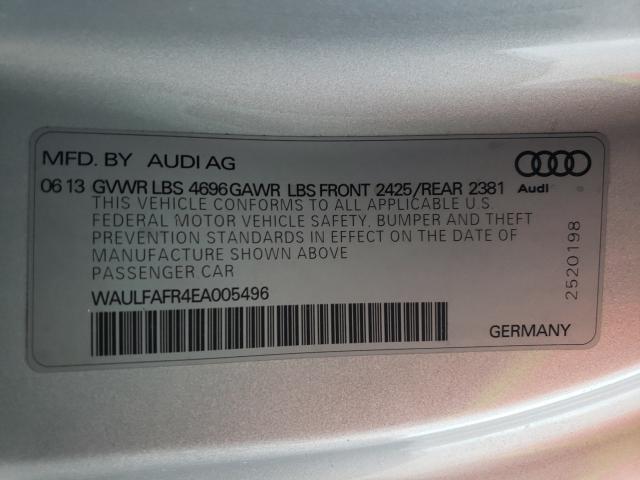 MFD. BY AUDI AG
06 13 GVWR LBS 4696 GAWR LBS FRONT 2425/REAR 2381
THIS VEHICLE CONFORMS TO ALL APPLICABLE U.S.
FEDERAL MOTOR VEHICLE SAFETY, BUMPER AND THEFT
PREVENTION STANDARDS IN EFFECT ON THE DATE OF
MANUFACTURE SHOWN ABOVE
PASSENGER CAR
WAULFAFR4EA005496
Audi
2520198
GERMANY